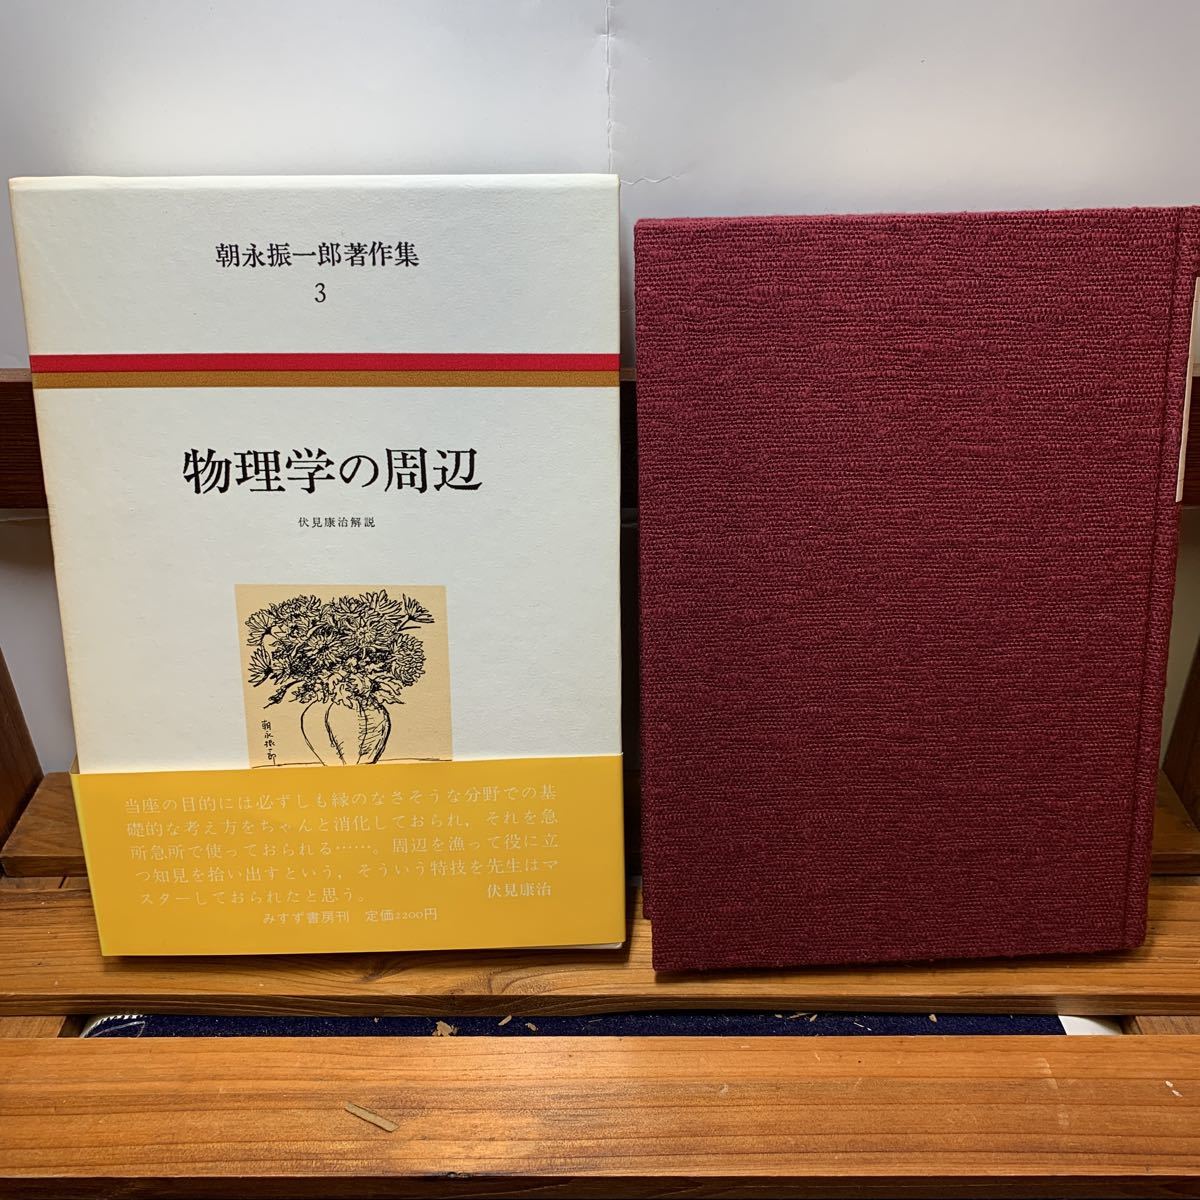 朝永振一郎著作集
3
物理学の周辺
伏見康治解説
朝永振一郎
当座の目的には必ずしも縁のなさそうな分野での基
礎的な考え方をちゃんと消化しておられ，それを急
所急所で使っておられる……。周辺を漁って役に立
つ知見を拾い出すという，そういう特技を先生はマ
スターしておられたと思う。 伏見康治
みすず書房刊 定価2200円